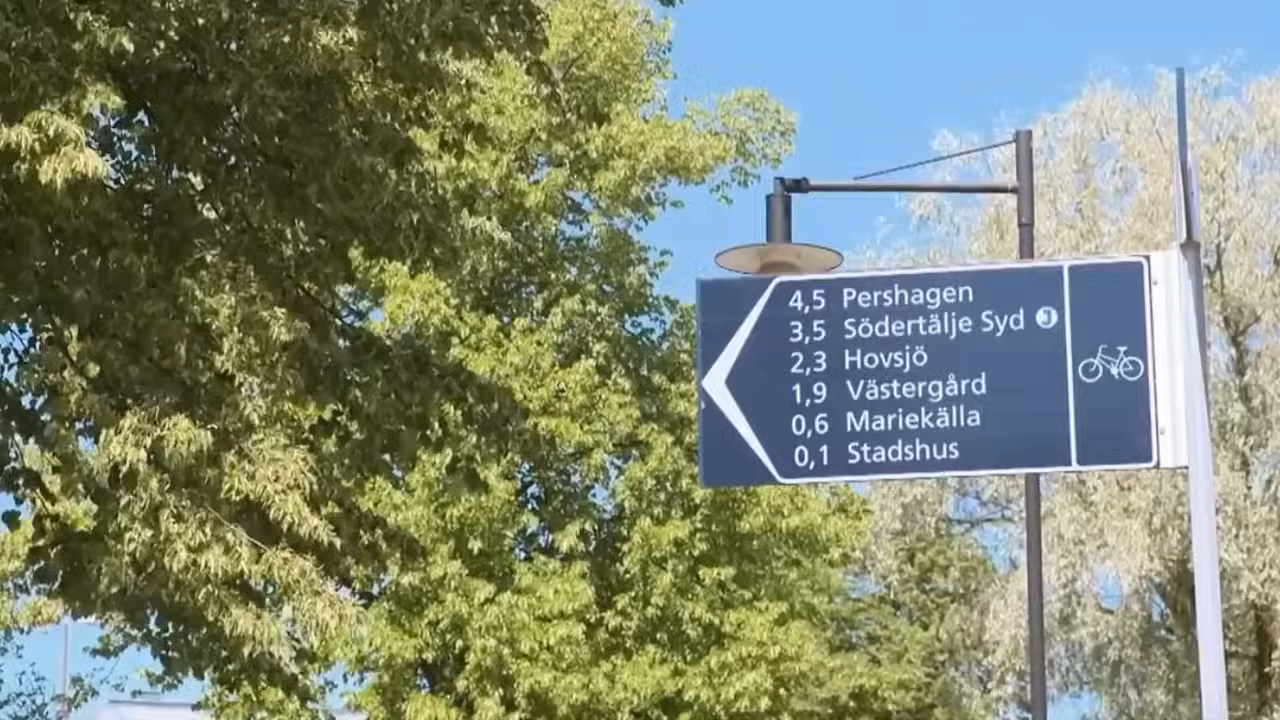 4,5 Pershagen
3,5 Södertälje Syd J
2,3 Hovsjö
1,9 Västergård
0,6 Mariekälla
0,1 Stadshus